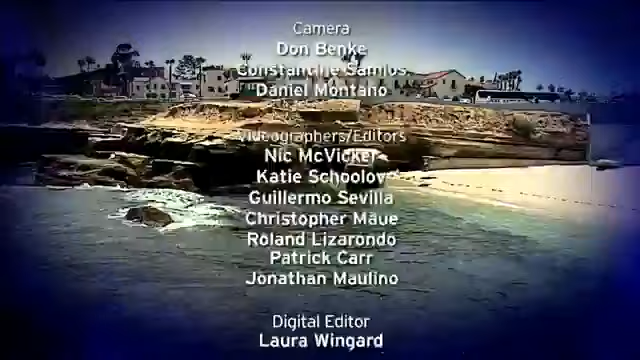 Camera
Don Benke
Constantine Samios
Daniel Montano
Videographers/Editors
Nic McVicker
Katie Schoolov
Guillermo Sevilla
Christopher Maue
Roland Lizarondo
Patrick Carr
Jonathan Maulino
Digital Editor
Laura Wingard